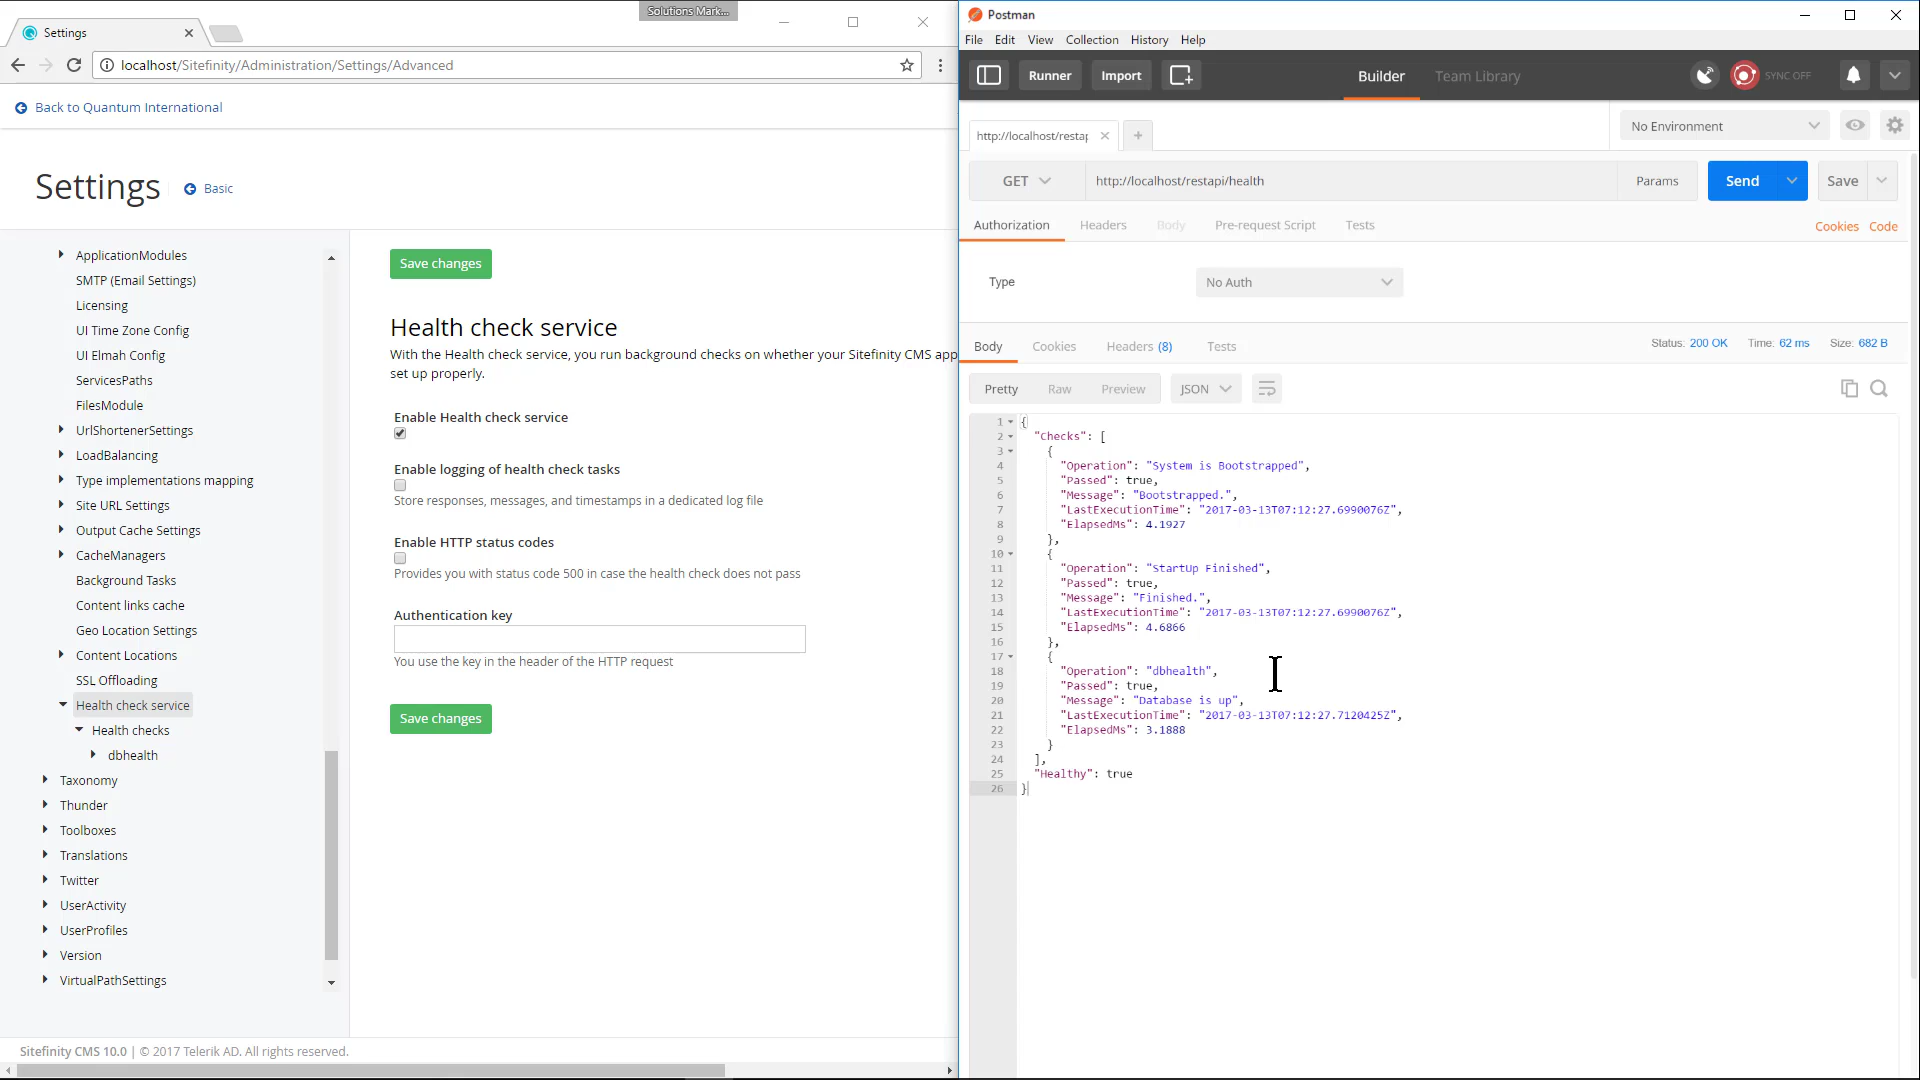 Solutions Mark...
Settings
localhost/Sitefinity/Administration/Settings/Advanced
Back to Quantum International
Settings
Basic
ApplicationModules
SMTP (Email Settings)
Licensing
UI Time Zone Config
UI Elmah Config
ServicesPaths
FilesModule
UrlShortenerSettings
LoadBalancing
Type implementations mapping
Site URL Settings
Output Cache Settings
CacheManagers
Background Tasks
Content links cache
Geo Location Settings
Content Locations
SSL Offloading
Health check service
Health checks
dbhealth
Taxonomy
Thunder
Toolboxes
Translations
Twitter
UserActivity
UserProfiles
Version
VirtualPathSettings
Save changes
Health check service
With the Health check service, you run background checks on whether your Sitefinity CMS app
set up properly.
Enable Health check service
Enable logging of health check tasks
Store responses, messages, and timestamps in a dedicated log file
Enable HTTP status codes
Provides you with status code 500 in case the health check does not pass
Authentication key
You use the key in the header of the HTTP request
Save changes
Sitefinity CMS 10.0 | © 2017 Telerik AD. All rights reserved.
Postman
File Edit View Collection History Help
Runner Import Builder Team Library SYNC OFF
http://localhost/restap
No Environment
GET http://localhost/restapi/health Params Send Save
Authorization Headers Body Pre-request Script Tests Cookies Code
Type No Auth
Body Cookies Headers (8) Tests Status: 200 OK Time: 62 ms Size: 682 B
Pretty Raw Preview JSON
1 {
2 "Checks": [
3 {
4 "Operation": "System is Bootstrapped",
5 "Passed": true,
6 "Message": "Bootstrapped.",
7 "LastExecutionTime": "2017-03-13T07:12:27.6990076Z",
8 "ElapsedMs": 4.1927
9 },
10 {
11 "Operation": "StartUp Finished",
12 "Passed": true,
13 "Message": "Finished.",
14 "LastExecutionTime": "2017-03-13T07:12:27.6990076Z",
15 "ElapsedMs": 4.6866
16 },
17 {
18 "Operation": "dbhealth",
19 "Passed": true,
20 "Message": "Database is up",
21 "LastExecutionTime": "2017-03-13T07:12:27.7120425Z",
22 "ElapsedMs": 3.1888
23 }
24 ],
25 "Healthy": true
26 }